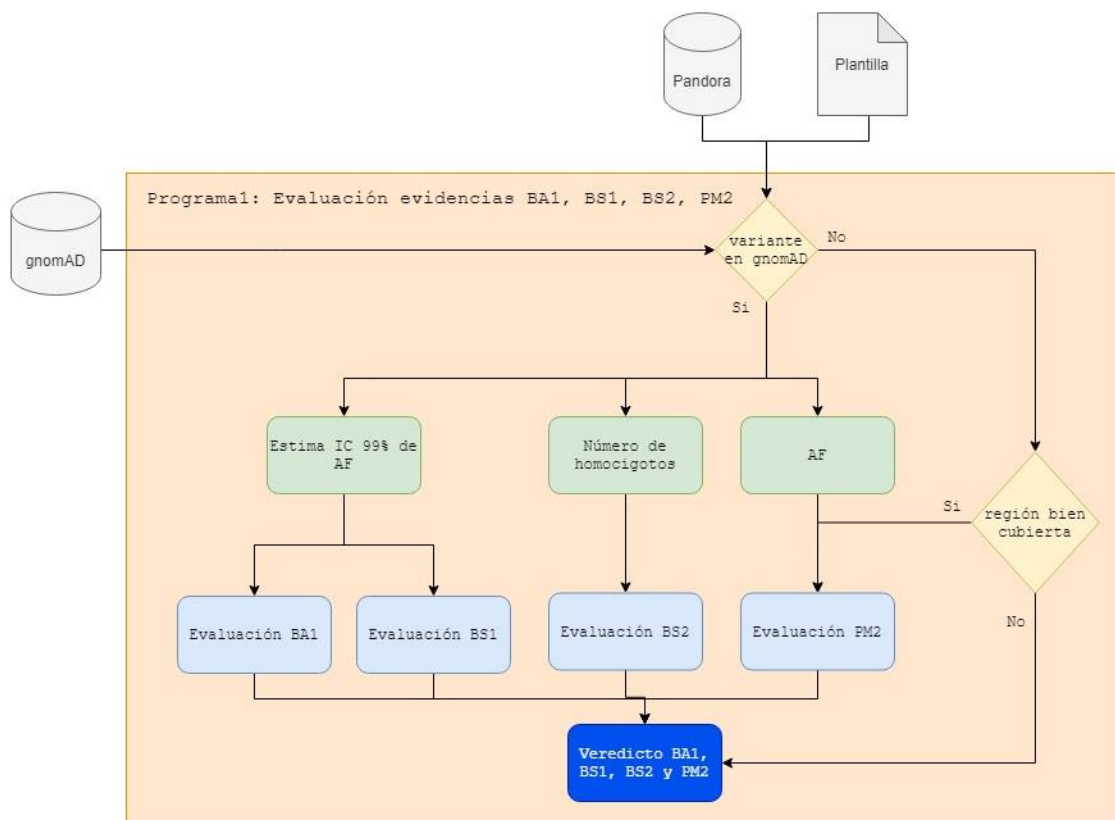 Pandora
Plantilla
Programa1: Evaluación evidencias BA1, BS1, BS2, PM2
gnomAD
variante
en gnomAD
No
Si
Estima IC 99% de
AF
Número de
homocigotos
AF
Si
región bien
cubierta
No
Evaluación BA1
Evaluación BS1
Evaluación BS2
Evaluación PM2
Veredicto BA1,
BS1, BS2 y PM2